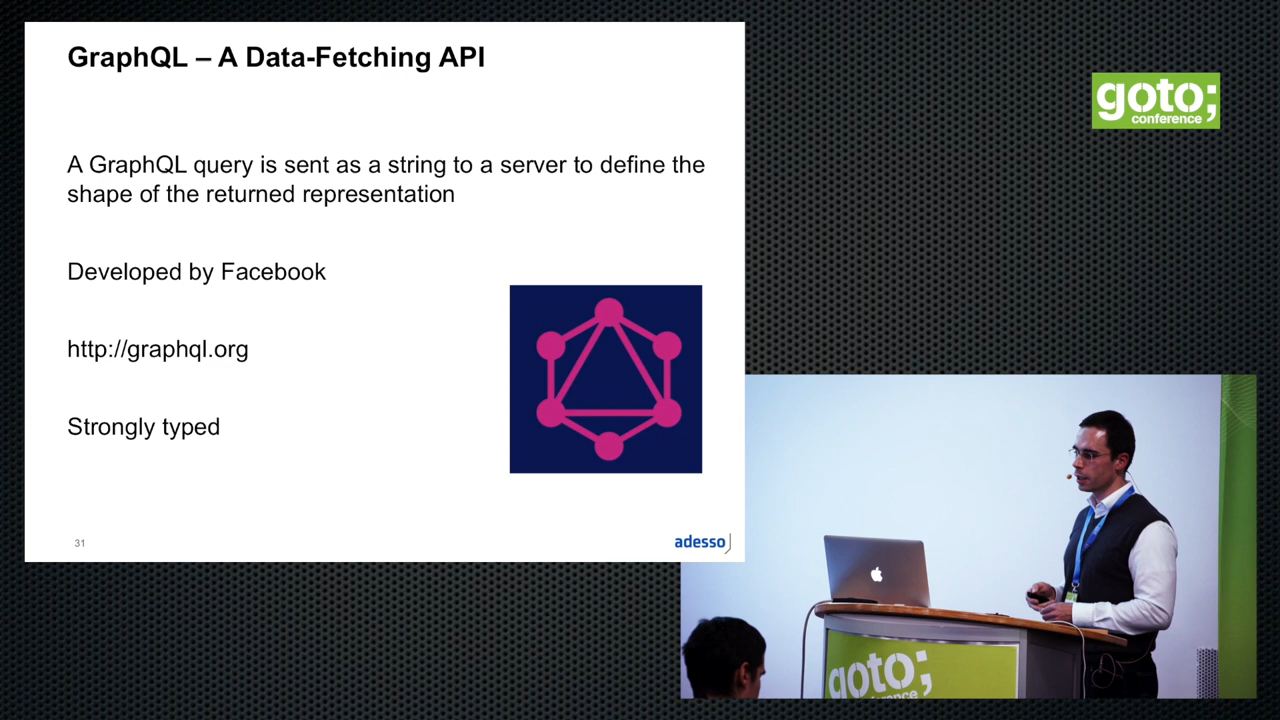 GraphQL – A Data-Fetching API
A GraphQL query is sent as a string to a server to define the
shape of the returned representation
Developed by Facebook
http://graphql.org
Strongly typed
31
adesso
goto;
conference
goto;
conference